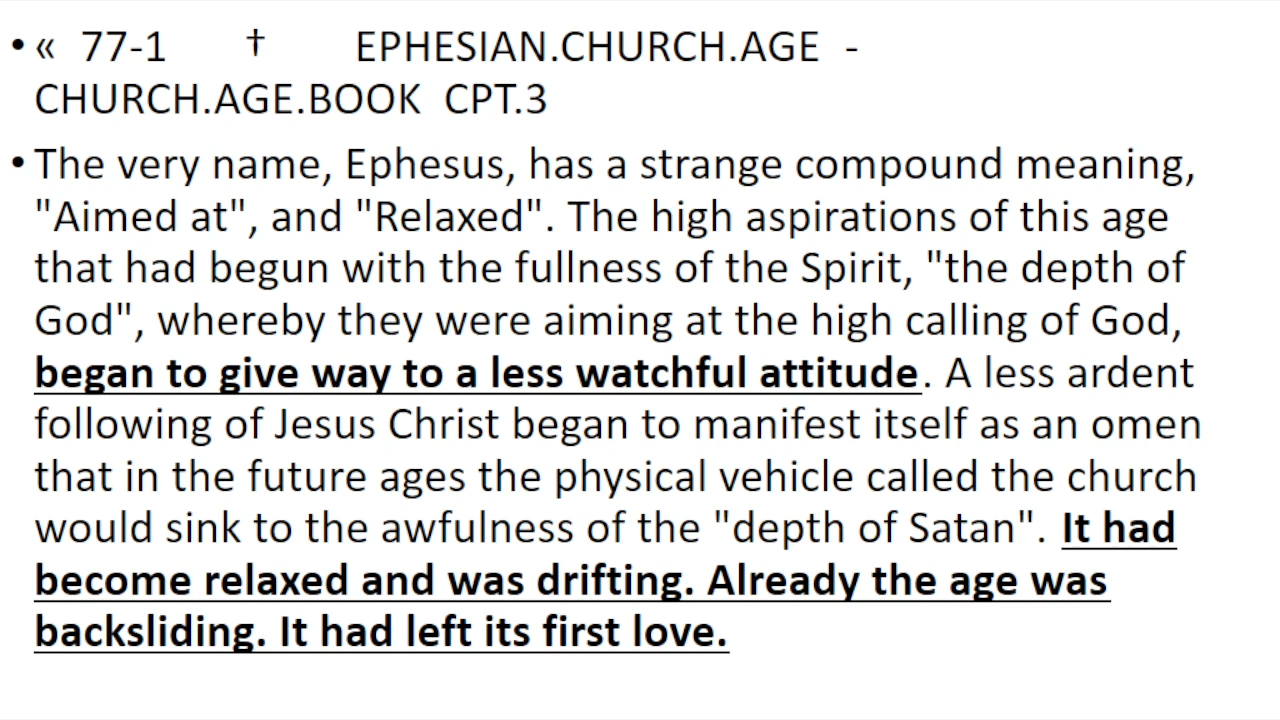 • « 77-1 † EPHESIAN.CHURCH.AGE -
CHURCH.AGE.BOOK CPT.3
• The very name, Ephesus, has a strange compound meaning,
"Aimed at", and "Relaxed". The high aspirations of this age
that had begun with the fullness of the Spirit, "the depth of
God", whereby they were aiming at the high calling of God,
began to give way to a less watchful attitude. A less ardent
following of Jesus Christ began to manifest itself as an omen
that in the future ages the physical vehicle called the church
would sink to the awfulness of the "depth of Satan". It had
become relaxed and was drifting. Already the age was
backsliding. It had left its first love.